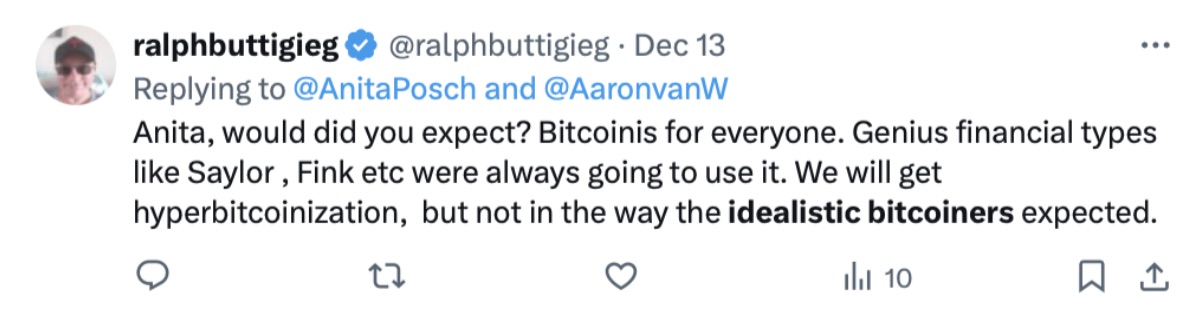 ralphbuttigieg @ralphbuttigieg · Dec 13
Replying to @AnitaPosch and @AaronvanW
Anita, would did you expect? Bitcoinis for everyone. Genius financial types
like Saylor , Fink etc were always going to use it. We will get
hyperbitcoinization,  but not in the way the idealistic bitcoiners expected.
10